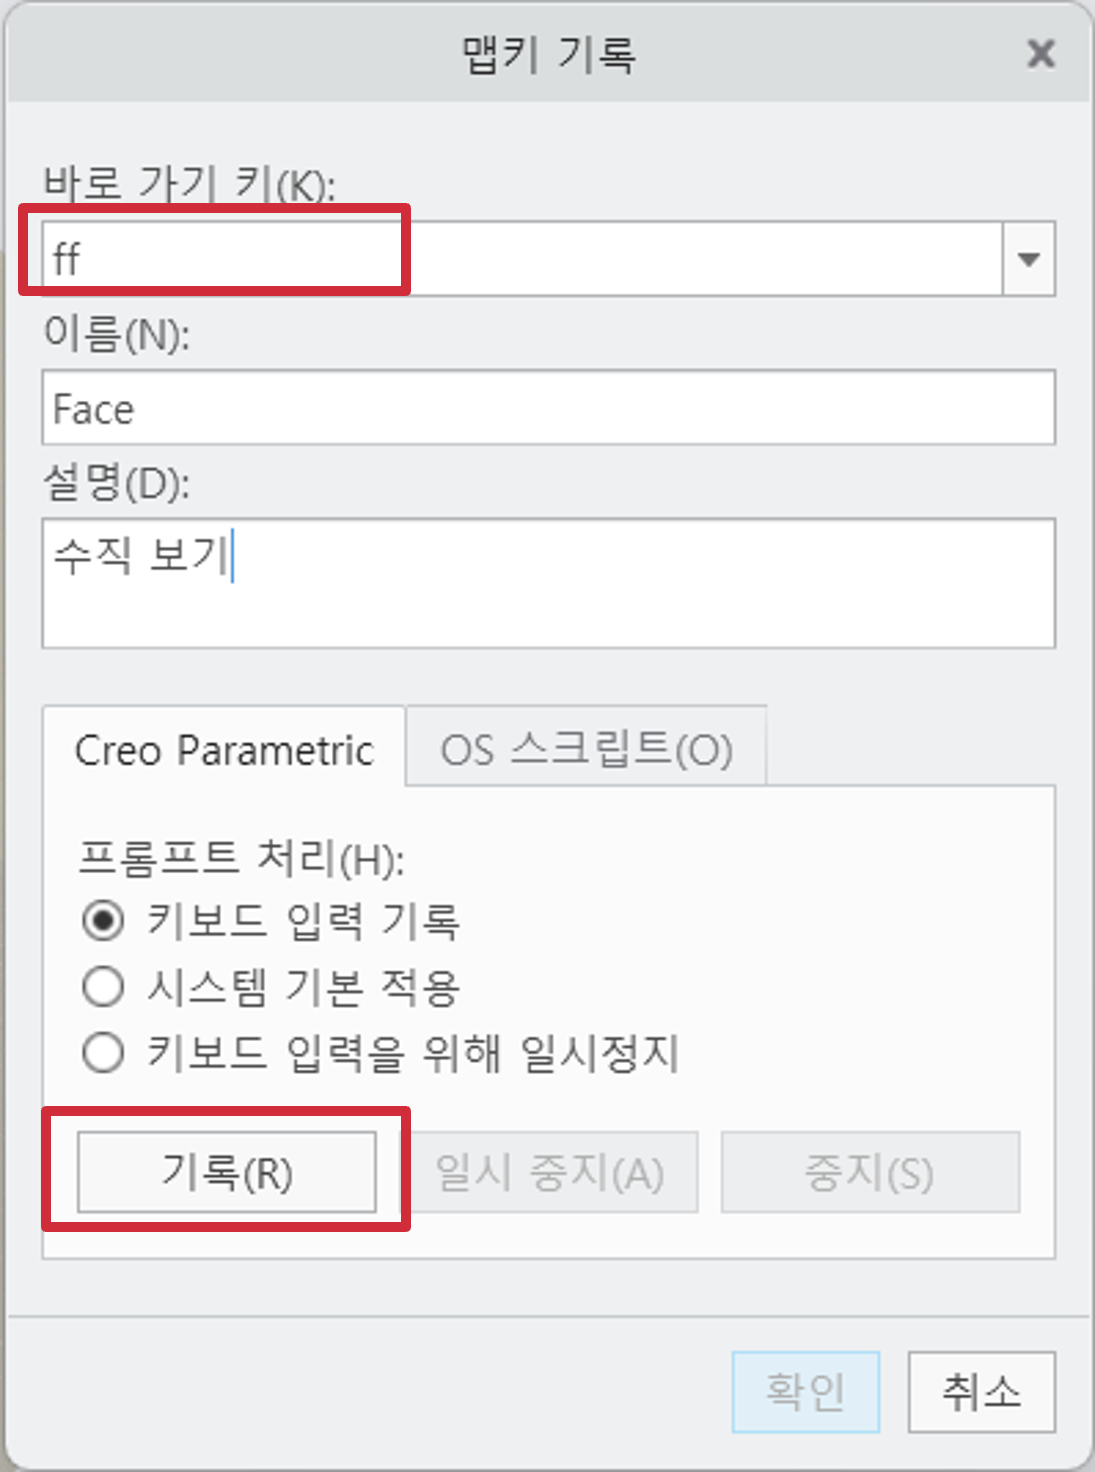 맵키 기록
바로 가기 키(K):
ff
이름(N):
Face
설명(D):
수직 보기
Creo Parametric OS 스크립트(O)
프롬프트 처리(H):
키보드 입력 기록
시스템 기본 적용
키보드 입력을 위해 일시정지
기록(R) 일시 중지(A) 중지(S)
확인 취소